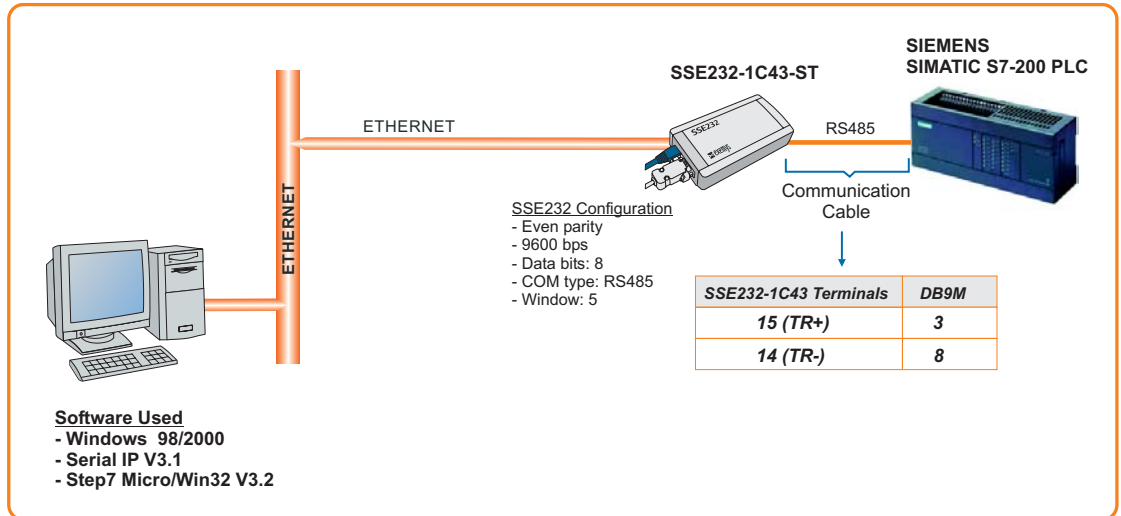 SIEMENS
SIMATIC S7-200 PLC
SSE232-1C43-ST
ETHERNET
RS485
SSE232
exemys
Communication
Cable
ETHERNET
SSE232 Configuration
- Even parity
- 9600 bps
- Data bits: 8
- COM type: RS485
- Window: 5
SSE232-1C43 Terminals DB9M
15 (TR+) 3
14 (TR-) 8
Software Used
- Windows 98/2000
- Serial IP V3.1
- Step7 Micro/Win32 V3.2